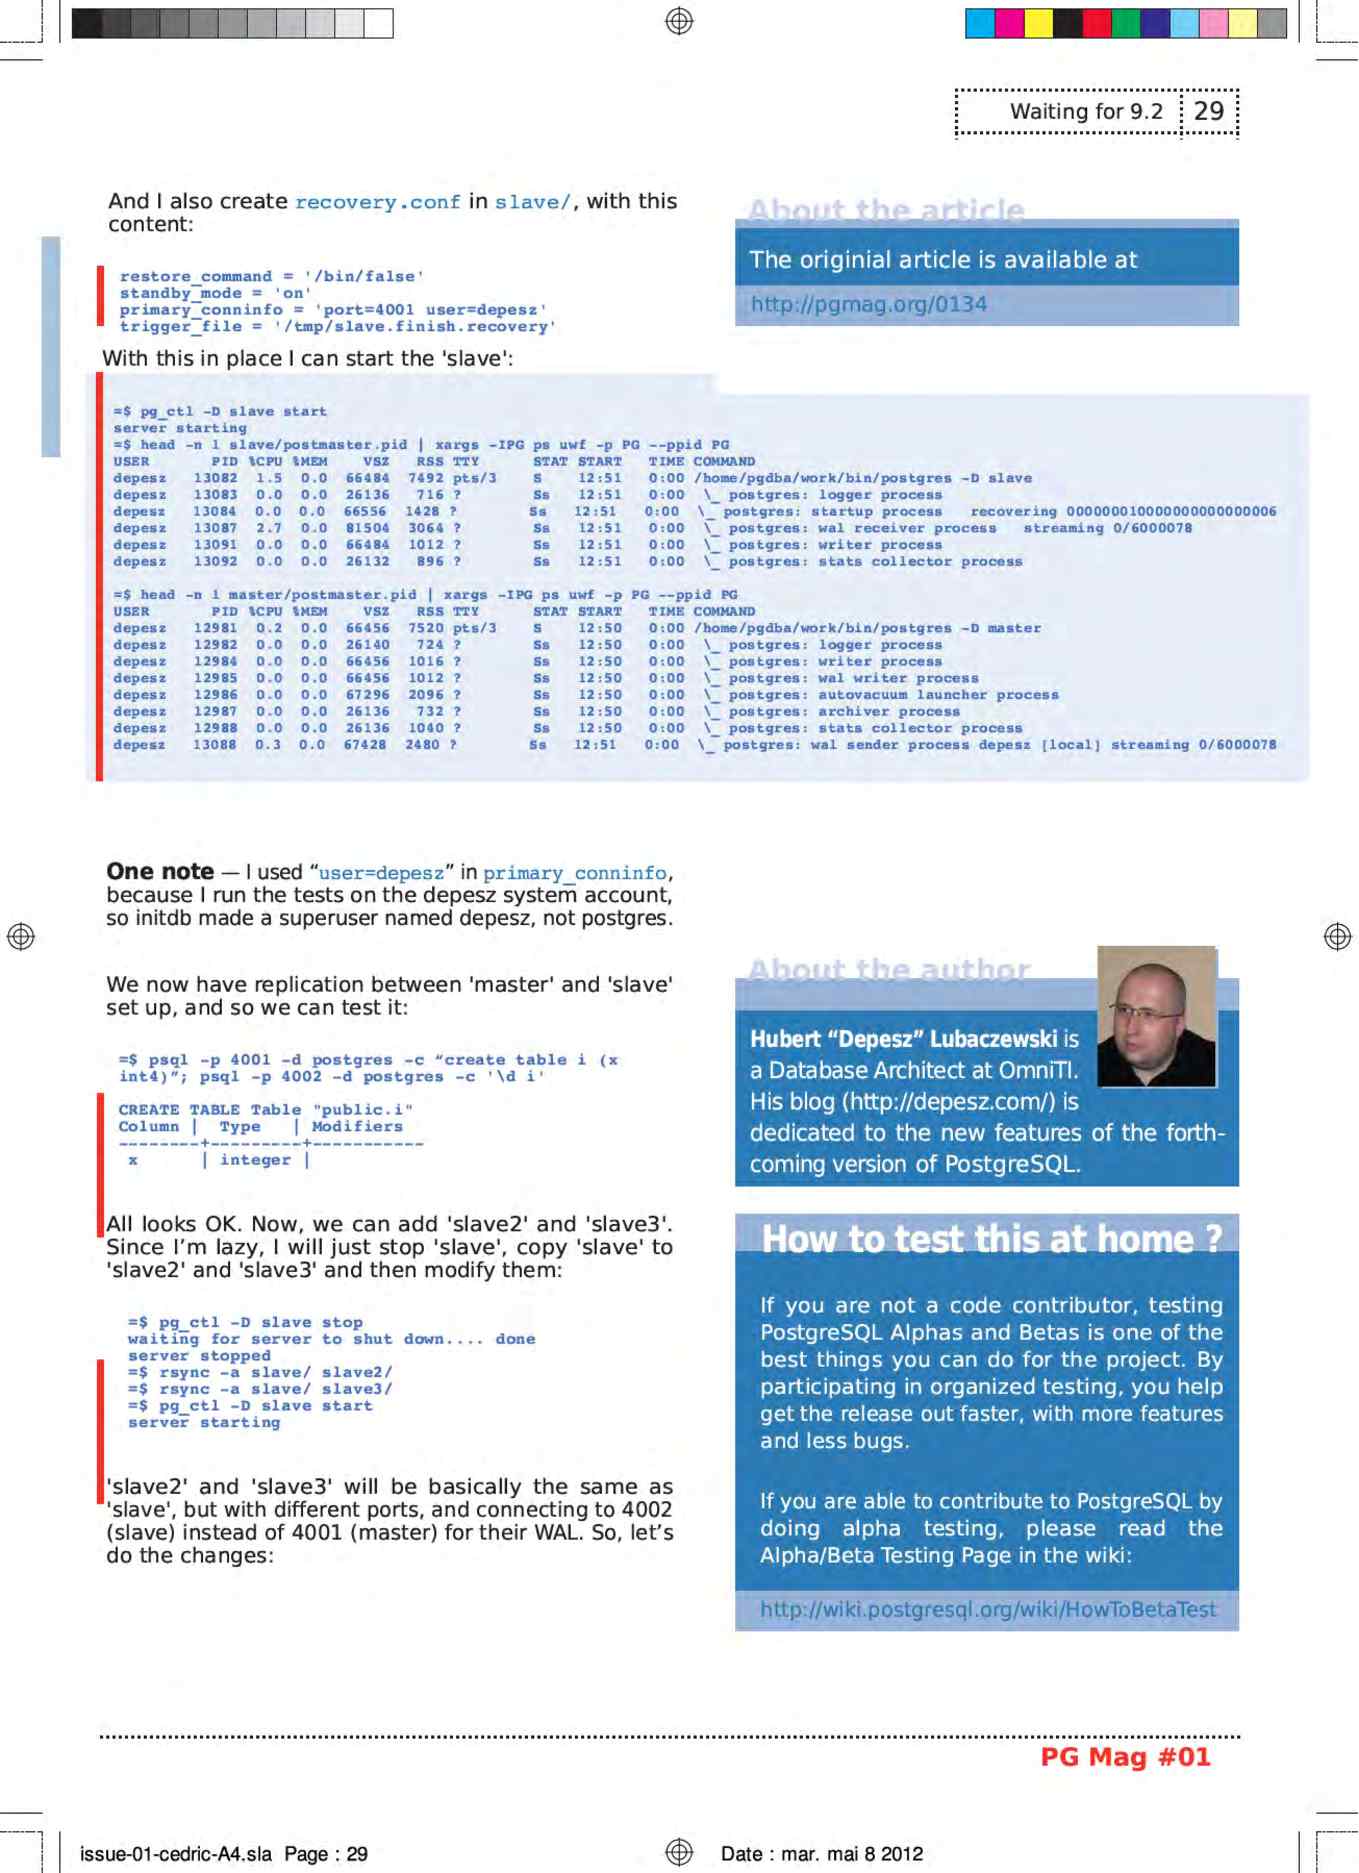 Waiting for 9.2 29
And I also create recovery.conf in slave/, with this
content:
restore_command = '/bin/false'
standby_mode = 'on'
primary_conninfo = 'port=4001 user=depesz'
trigger_file = '/tmp/slave.finish.recovery'
With this in place I can start the 'slave':
About the article
The originial article is available at
http://pgmag.org/0134
=$ pg_ctl -D slave start
server starting
=$ head -n 1 slave/postmaster.pid | xargs -IPG ps uwf -p PG --ppid PG
USER PID %CPU %MEM VSZ RSS TTY STAT START TIME COMMAND
depesz 13082 1.5 0.0 66484 7492 pts/3 S 12:51 0:00 /home/pgdba/work/bin/postgres -D slave
depesz 13083 0.0 0.0 26136 716 ? Ss 12:51 0:00 \_ postgres: logger process
depesz 13084 0.0 0.0 66556 1428 ? Ss 12:51 0:00 \_ postgres: startup process recovering 000000010000000000000006
depesz 13087 2.7 0.0 81504 3064 ? Ss 12:51 0:00 \_ postgres: wal receiver process streaming 0/6000078
depesz 13091 0.0 0.0 66484 1012 ? Ss 12:51 0:00 \_ postgres: writer process
depesz 13092 0.0 0.0 26132 896 ? Ss 12:51 0:00 \_ postgres: stats collector process
=$ head -n 1 master/postmaster.pid | xargs -IPG ps uwf -p PG --ppid PG
USER PID %CPU %MEM VSZ RSS TTY STAT START TIME COMMAND
depesz 12981 0.2 0.0 66456 7520 pts/3 S 12:50 0:00 /home/pgdba/work/bin/postgres -D master
depesz 12982 0.0 0.0 26140 724 ? Ss 12:50 0:00 \_ postgres: logger process
depesz 12984 0.0 0.0 66456 1016 ? Ss 12:50 0:00 \_ postgres: writer process
depesz 12985 0.0 0.0 66456 1012 ? Ss 12:50 0:00 \_ postgres: wal writer process
depesz 12986 0.0 0.0 67296 2096 ? Ss 12:50 0:00 \_ postgres: autovacuum launcher process
depesz 12987 0.0 0.0 26136 732 ? Ss 12:50 0:00 \_ postgres: archiver process
depesz 12988 0.0 0.0 26136 1040 ? Ss 12:50 0:00 \_ postgres: stats collector process
depesz 13088 0.3 0.0 67428 2480 ? Ss 12:51 0:00 \_ postgres: wal sender process depesz [local] streaming 0/6000078
One note — I used “user=depesz” in primary_conninfo,
because I run the tests on the depesz system account,
so initdb made a superuser named depesz, not postgres.
We now have replication between 'master' and 'slave'
set up, and so we can test it:
=$ psql -p 4001 -d postgres -c “create table i (x
int4)”; psql -p 4002 -d postgres -c '\d i'
CREATE TABLE Table "public.i"
Column | Type | Modifiers
--------+---------+-----------
x | integer |
All looks OK. Now, we can add 'slave2' and 'slave3'.
Since I’m lazy, I will just stop 'slave', copy 'slave' to
'slave2' and 'slave3' and then modify them:
=$ pg_ctl -D slave stop
waiting for server to shut down.... done
server stopped
=$ rsync -a slave/ slave2/
=$ rsync -a slave/ slave3/
=$ pg_ctl -D slave start
server starting
'slave2' and 'slave3' will be basically the same as
'slave', but with different ports, and connecting to 4002
(slave) instead of 4001 (master) for their WAL. So, let’s
do the changes:
About the author
Hubert “Depesz” Lubaczewski is
a Database Architect at OmniTI.
His blog (http://depesz.com/) is
dedicated to the new features of the forth-
coming version of PostgreSQL.
How to test this at home ?
If you are not a code contributor, testing
PostgreSQL Alphas and Betas is one of the
best things you can do for the project. By
participating in organized testing, you help
get the release out faster, with more features
and less bugs.
If you are able to contribute to PostgreSQL by
doing alpha testing, please read the
Alpha/Beta Testing Page in the wiki:
http://wiki.postgresql.org/wiki/HowToBetaTest
PG Mag #01
issue-01-cedric-A4.sla Page : 29
Date : mar. mai 8 2012